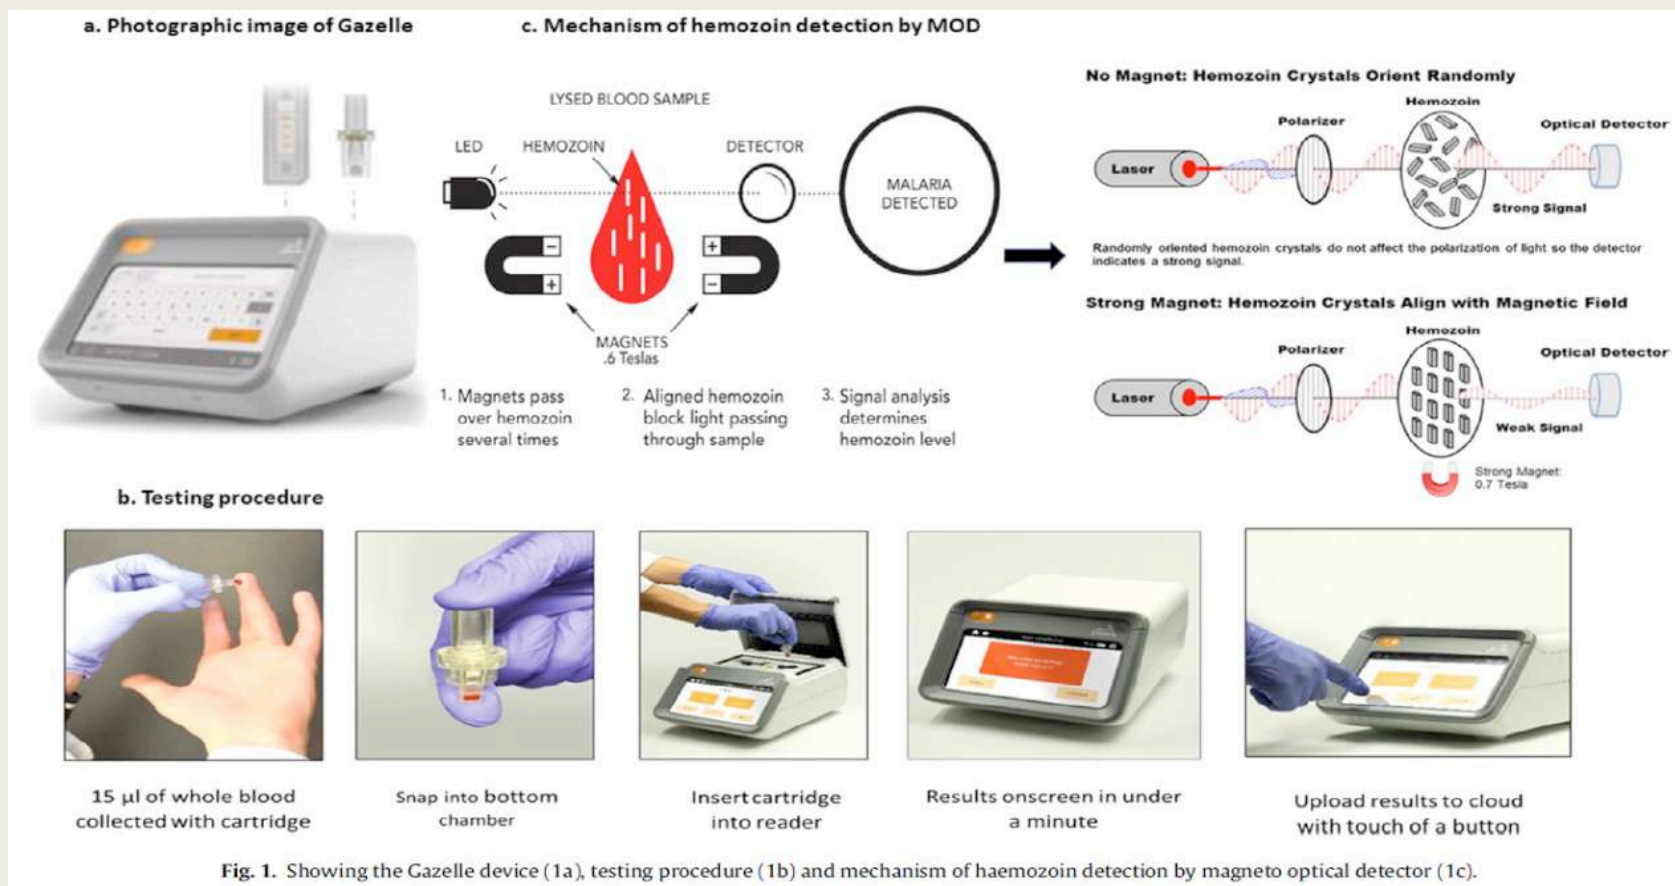 a. Photographic image of Gazelle
c. Mechanism of hemozoin detection by MOD
LYSED BLOOD SAMPLE
LED
HEMOZOIN
DETECTOR
MALARIA
DETECTED
MAGNETS
.6 Teslas
1. Magnets pass
over hemozoin
several times
2. Aligned hemozoin
block light passing
through sample
3. Signal analysis
determines
hemozoin level
No Magnet: Hemozoin Crystals Orient Randomly
Hemozoin
Polarizer
Optical Detector
Laser
Strong Signal
Randomly oriented hemozoin crystals do not affect the polarization of light so the detector
indicates a strong signal.
Strong Magnet: Hemozoin Crystals Align with Magnetic Field
Hemozoin
Polarizer
Optical Detector
Laser
Weak Signal
Strong Magnet:
0.7 Tesla
b. Testing procedure
15 µl of whole blood
collected with cartridge
Snap into bottom
chamber
Insert cartridge
into reader
Results onscreen in under
a minute
Upload results to cloud
with touch of a button
Fig. 1. Showing the Gazelle device (1a), testing procedure (1b) and mechanism of haemozoin detection by magneto optical detector (1c).